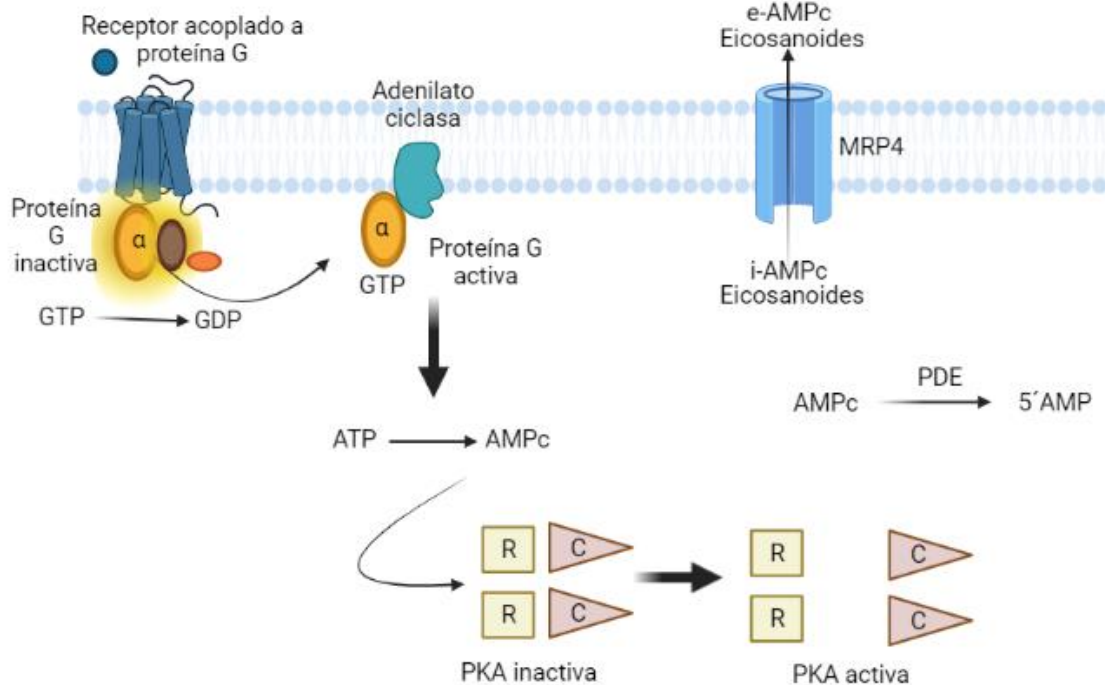 Receptor acoplado a
proteína G
Adenilato
ciclasa
e-AMPc
Eicosanoides
MRP4
Proteína
G
inactiva
α
α
GTP
Proteína G
activa
i-AMPc
Eicosanoides
GTP
GDP
AMPc
PDE
5´AMP
ATP
AMPc
R
C
R
C
R
C
R
C
PKA inactiva
PKA activa